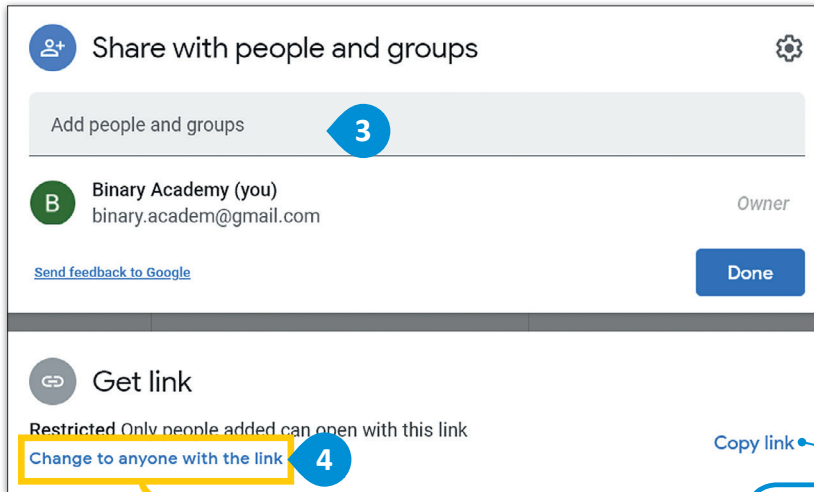 Share with people and groups
Add people and groups
3
B
Binary Academy (you)
binary.academ@gmail.com
Owner
Send feedback to Google
Done
Get link
Restricted Only people added can open with this link
Change to anyone with the link
4
Copy link